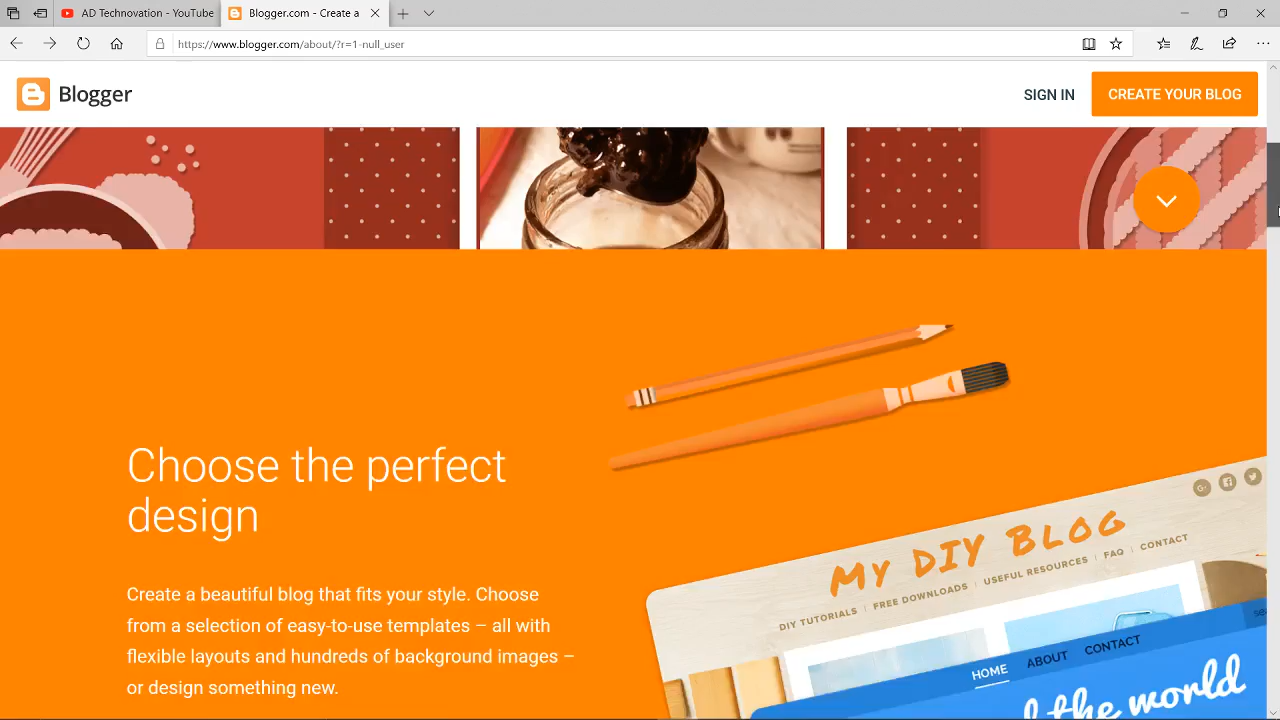 AD Technovation - YouTube
Blogger.com - Create a
https://www.blogger.com/about/?r=1-null_user
Blogger
SIGN IN
CREATE YOUR BLOG
Choose the perfect
design
Create a beautiful blog that fits your style. Choose
from a selection of easy-to-use templates – all with
flexible layouts and hundreds of background images –
or design something new.
MY DIY BLOG
DIY TUTORIALS | FREE DOWNLOADS | USEFUL RESOURCES | FAQ | CONTACT
HOME ABOUT CONTACT
the world